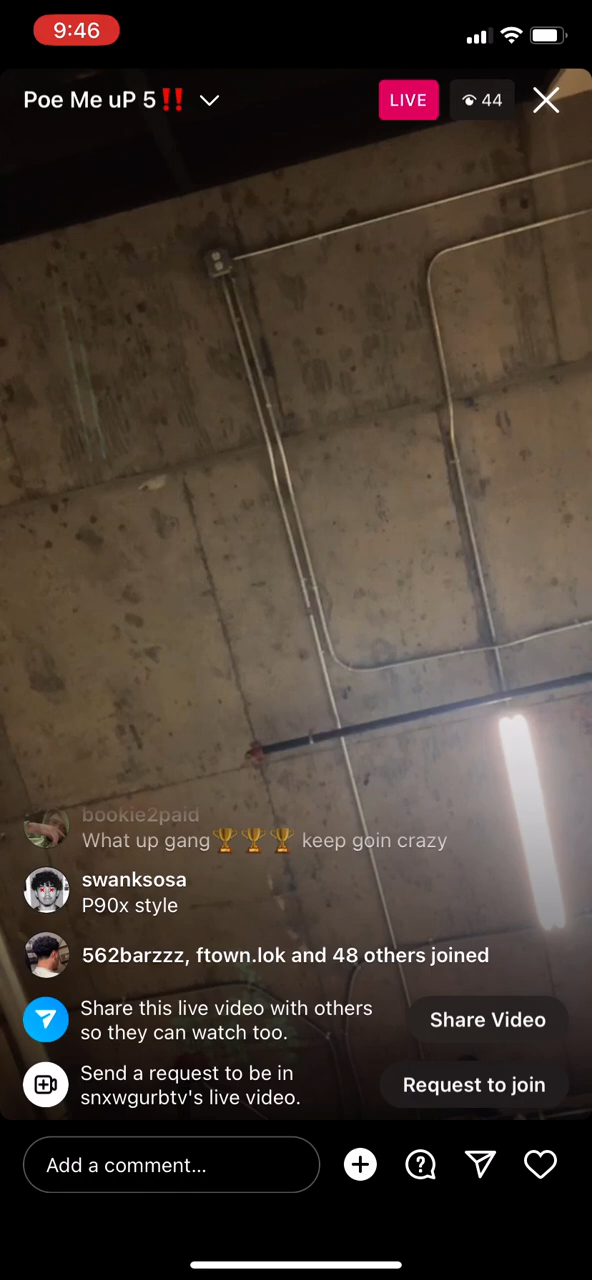 9:46
Poe Me uP 5‼️
LIVE
44
bookie2paid
What up gang🏆🏆🏆 keep goin crazy
swanksosa
P90x style
562barzzz, ftown.lok and 48 others joined
Share this live video with others
so they can watch too.
Share Video
Send a request to be in
snxwgurbtv's live video.
Request to join
Add a comment...